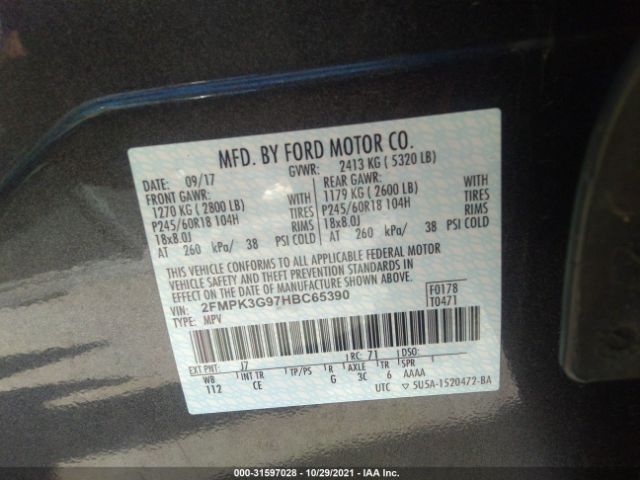 MFD. BY FORD MOTOR CO.
DATE: 09/17 GVWR: 2413 KG ( 5320 LB)
FRONT GAWR: REAR GAWR:
1270 KG ( 2800 LB) WITH 1179 KG ( 2600 LB) WITH
P245/60R18 104H TIRES P245/60R18 104H TIRES
18x8.0J RIMS 18x8.0J RIMS
AT 260 kPa/ 38 PSI COLD AT 260 kPa/ 38 PSI COLD
THIS VEHICLE CONFORMS TO ALL APPLICABLE FEDERAL MOTOR
VEHICLE SAFETY AND THEFT PREVENTION STANDARDS IN
EFFECT ON THE DATE OF MANUFACTURE SHOWN ABOVE.
VIN: 2FMPK3G97HBC65390 F0178
TYPE: MPV T0471
EXT PNT: J7 RC: 71 DSO:
WB INT TR TP/PS R AXLE TR SPR
112 CE G 3C 6 AAAA
UTC 5U5A-1520472-BA
000-31597028 - 10/29/2021 - IAA Inc.